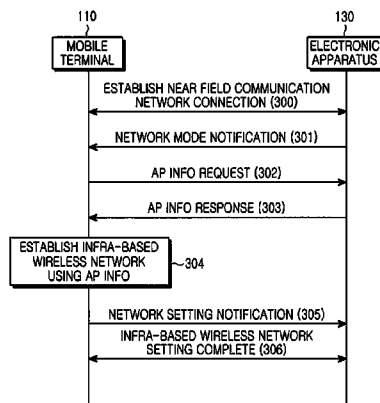 110
130
MOBILE
TERMINAL
ELECTRONIC
APPARATUS
ESTABLISH NEAR FIELD COMMUNICATION
NETWORK CONNECTION (300)
NETWORK MODE NOTIFICATION (301)
AP INFO REQUEST (302)
AP INFO RESPONSE (303)
ESTABLISH INFRA-BASED
WIRELESS NETWORK
USING AP INFO
304
NETWORK SETTING NOTIFICATION (305)
INFRA-BASED WIRELESS NETWORK
SETTING COMPLETE (306)